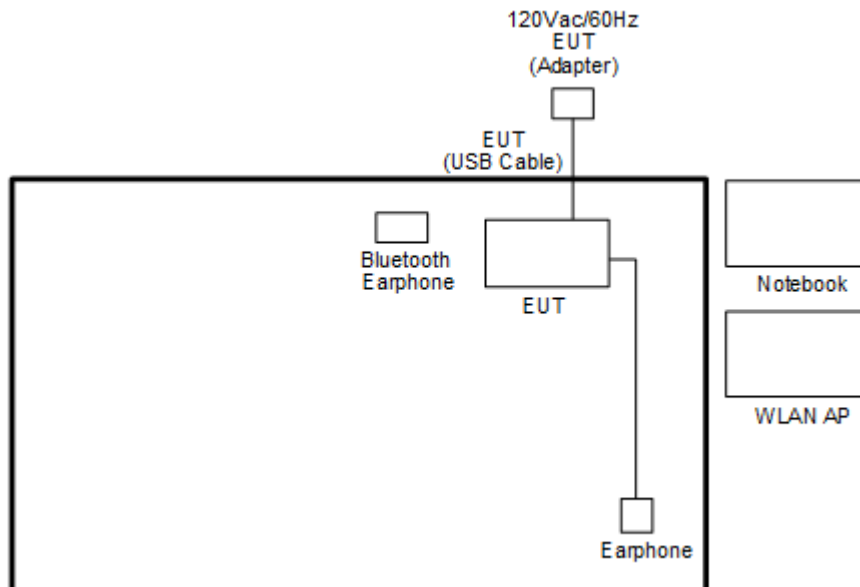 120Vac/60Hz
EUT
(Adapter)
EUT
(USB Cable)
Bluetooth
Earphone
EUT
Notebook
WLAN AP
Earphone